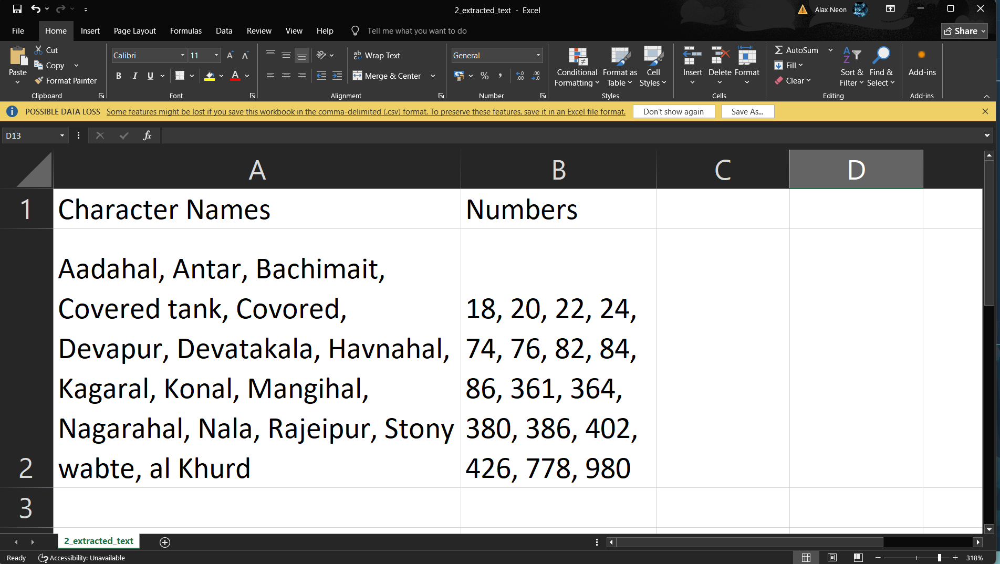 2_extracted_text - Excel
Alax Neon
File Home Insert Page Layout Formulas Data Review View Help Tell me what you want to do
Share
Paste
Cut
Copy
Format Painter
Clipboard
Calibri 11
B I U
Font
Wrap Text
Merge & Center
Alignment
General
Number
Conditional Formatting
Format as Table
Cell Styles
Styles
Insert Delete Format
Cells
AutoSum
Fill
Clear
Sort & Filter
Find & Select
Editing
Add-ins
Add-ins
POSSIBLE DATA LOSS Some features might be lost if you save this workbook in the comma-delimited (.csv) format. To preserve these features, save it in an Excel file format. Don't show again Save As...
D13 fx
A B C D
1 Character Names Numbers
Aadahal, Antar, Bachimait,
Covered tank, Covored, 18, 20, 22, 24,
Devapur, Devatakala, Havnahal, 74, 76, 82, 84,
Kagaral, Konal, Mangihal, 86, 361, 364,
Nagarahal, Nala, Rajeipur, Stony 380, 386, 402,
2 wabte, al Khurd 426, 778, 980
3
2_extracted_text
Ready Accessibility: Unavailable 318%